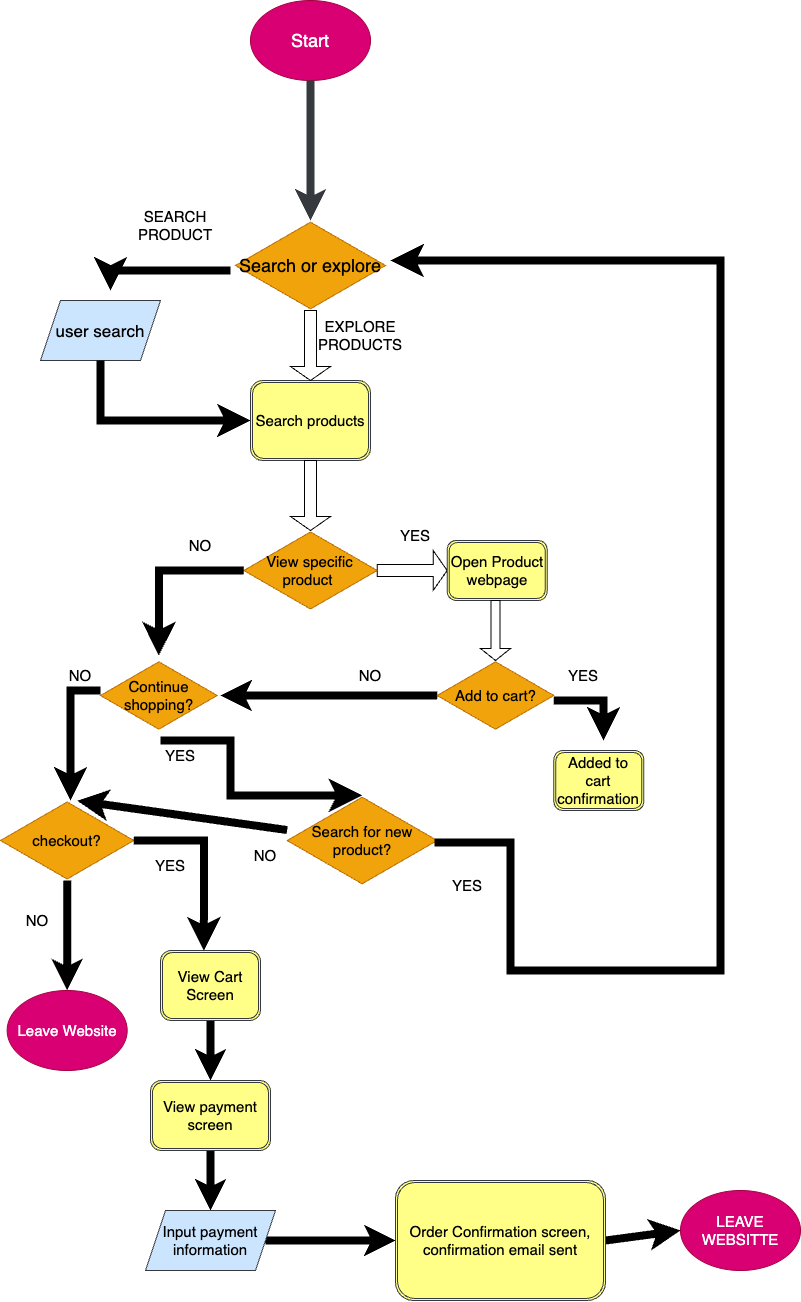 Start
SEARCH
PRODUCT
Search or explore
EXPLORE
PRODUCTS
user search
Search products
NO
YES
View specific
product
Open Product
webpage
NO
Continue
shopping?
NO
Add to cart?
YES
YES
Added to
cart
confirmation
checkout?
YES
NO
Search for new
product?
YES
NO
View Cart
Screen
Leave Website
View payment
screen
Input payment
information
Order Confirmation screen,
confirmation email sent
LEAVE
WEBSITTE